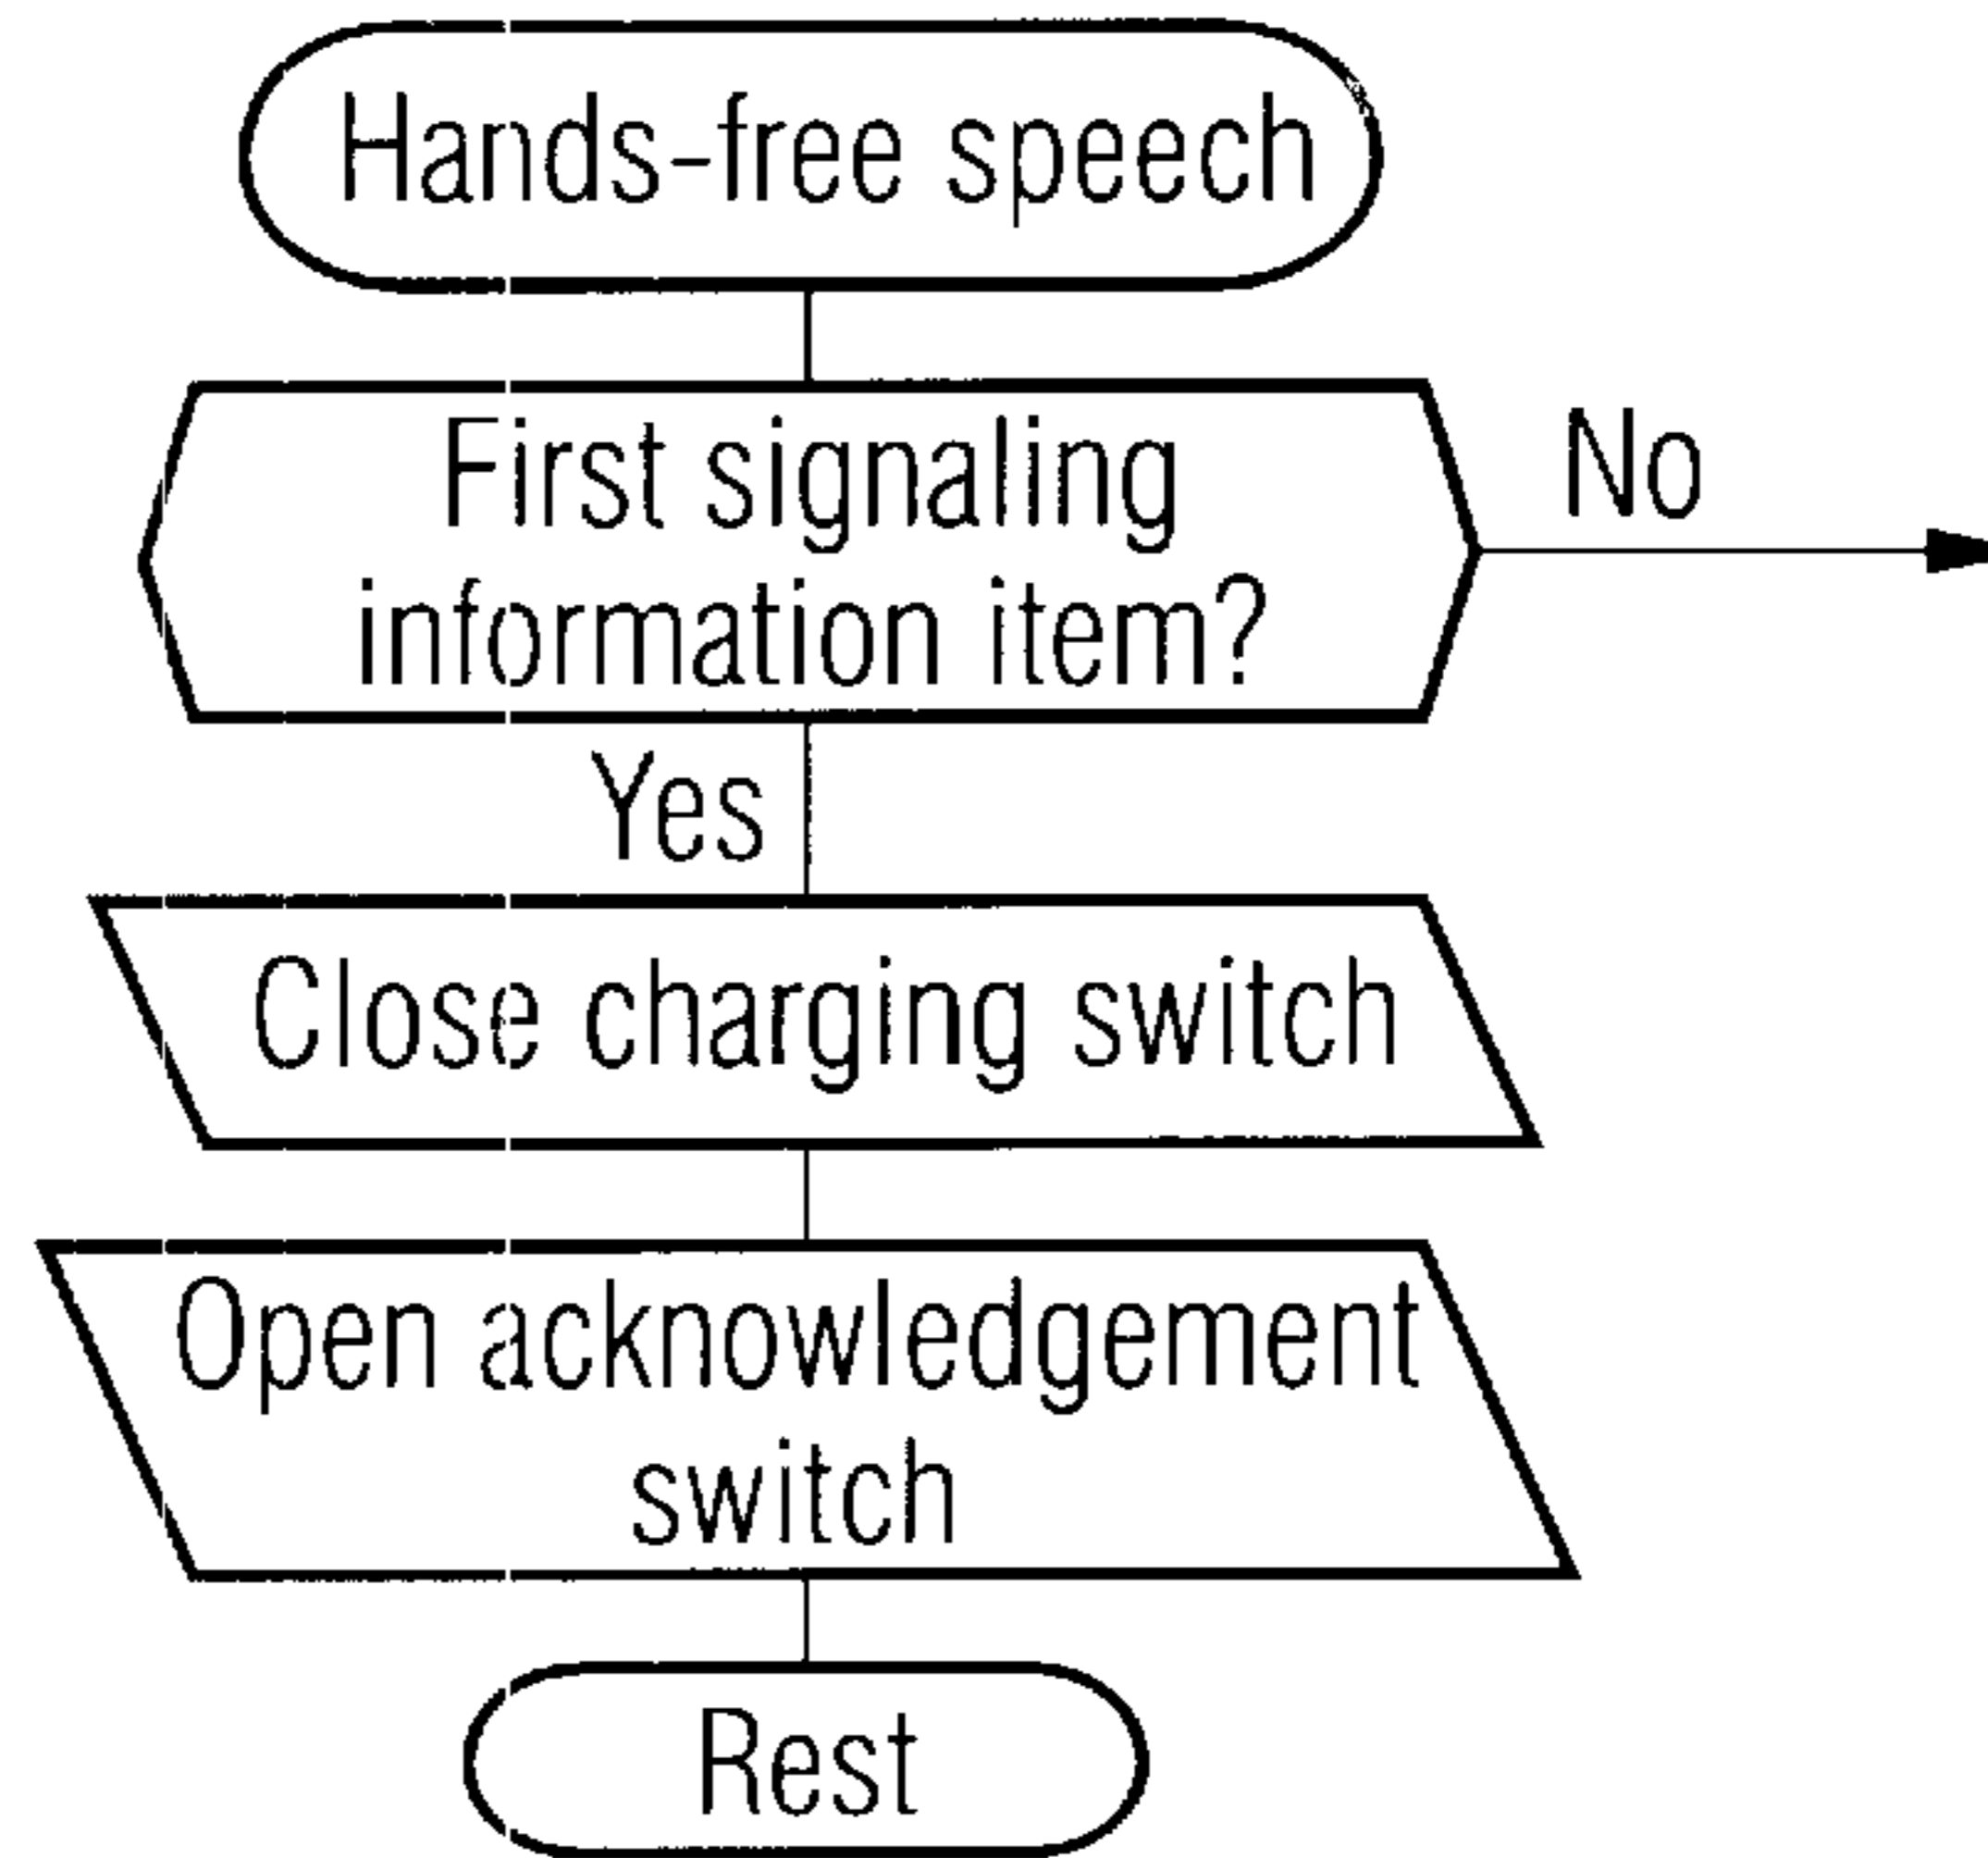 Hands-free speech
First signaling
information item?
No
Yes
Close charging switch
Open acknowledgement
switch
Rest